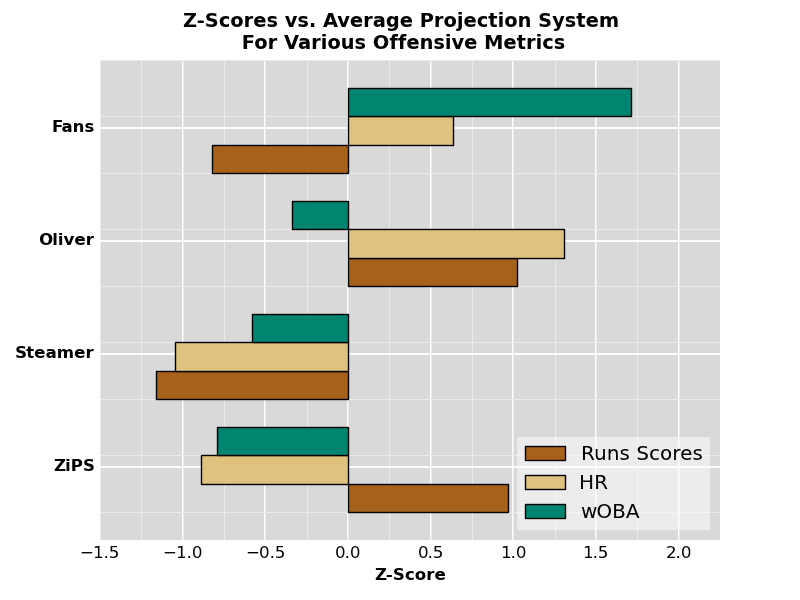 Z-Scores vs. Average Projection System
For Various Offensive Metrics
Fans
Oliver
Steamer
ZiPS
Runs Scores
HR
wOBA
−1.5 −1.0 −0.5 0.0 0.5 1.0 1.5 2.0
Z-Score